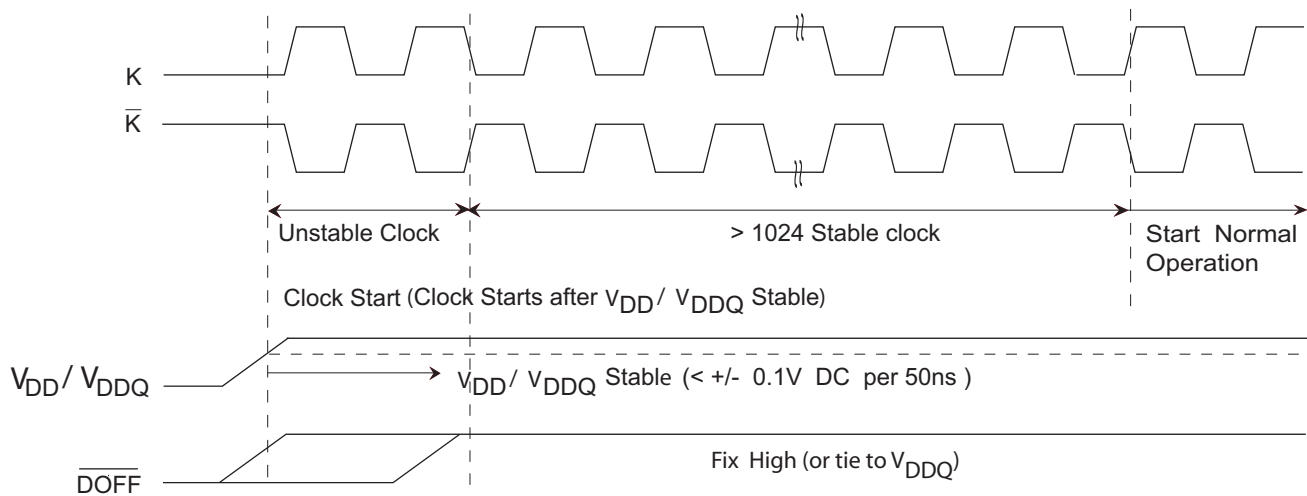 K
K̅
Unstable Clock
> 1024 Stable clock
Start Normal
Operation
Clock Start (Clock Starts after VDD / VDDQ Stable)
VDD / VDDQ
VDD / VDDQ Stable (< +/- 0.1V DC per 50ns )
D̅O̅F̅F̅
Fix High (or tie to VDDQ)